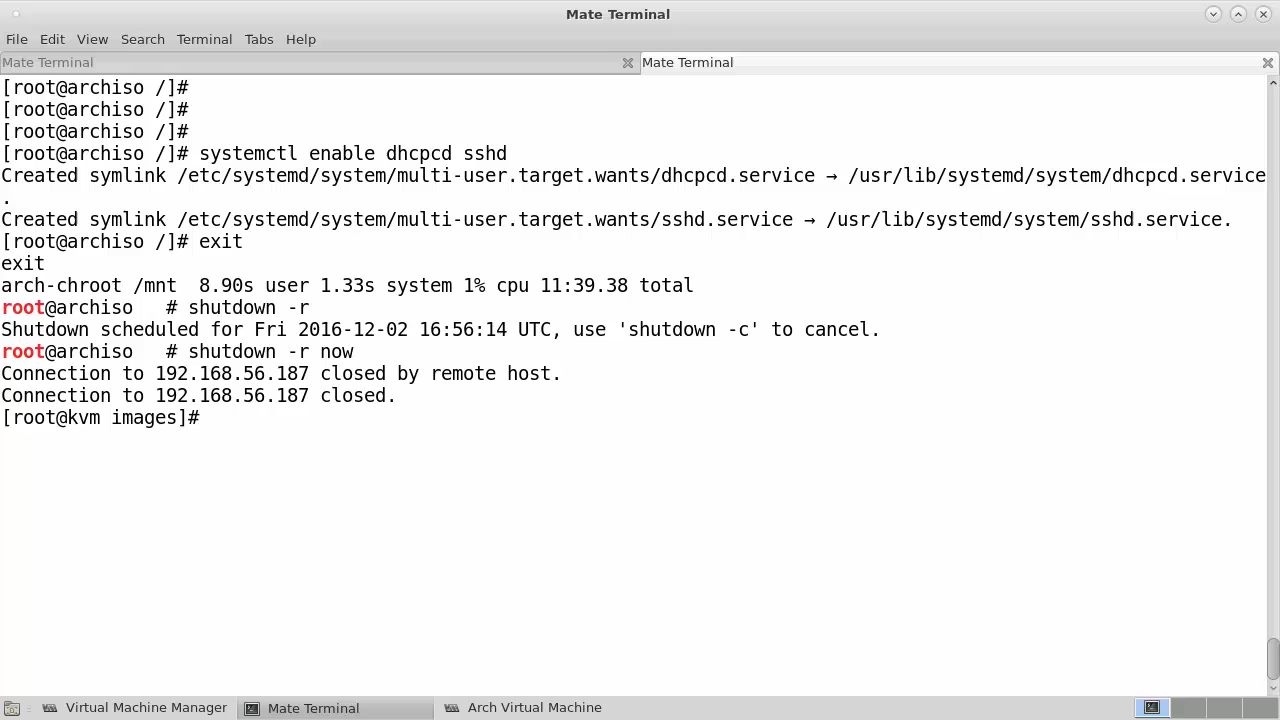 Mate Terminal
File Edit View Search Terminal Tabs Help
Mate Terminal Mate Terminal
[root@archiso /]#
[root@archiso /]#
[root@archiso /]#
[root@archiso /]# systemctl enable dhcpcd sshd
Created symlink /etc/systemd/system/multi-user.target.wants/dhcpcd.service → /usr/lib/systemd/system/dhcpcd.service
.
Created symlink /etc/systemd/system/multi-user.target.wants/sshd.service → /usr/lib/systemd/system/sshd.service.
[root@archiso /]# exit
exit
arch-chroot /mnt  8.90s user 1.33s system 1% cpu 11:39.38 total
root@archiso   # shutdown -r
Shutdown scheduled for Fri 2016-12-02 16:56:14 UTC, use 'shutdown -c' to cancel.
root@archiso   # shutdown -r now
Connection to 192.168.56.187 closed by remote host.
Connection to 192.168.56.187 closed.
[root@kvm images]#
Virtual Machine Manager Mate Terminal Arch Virtual Machine